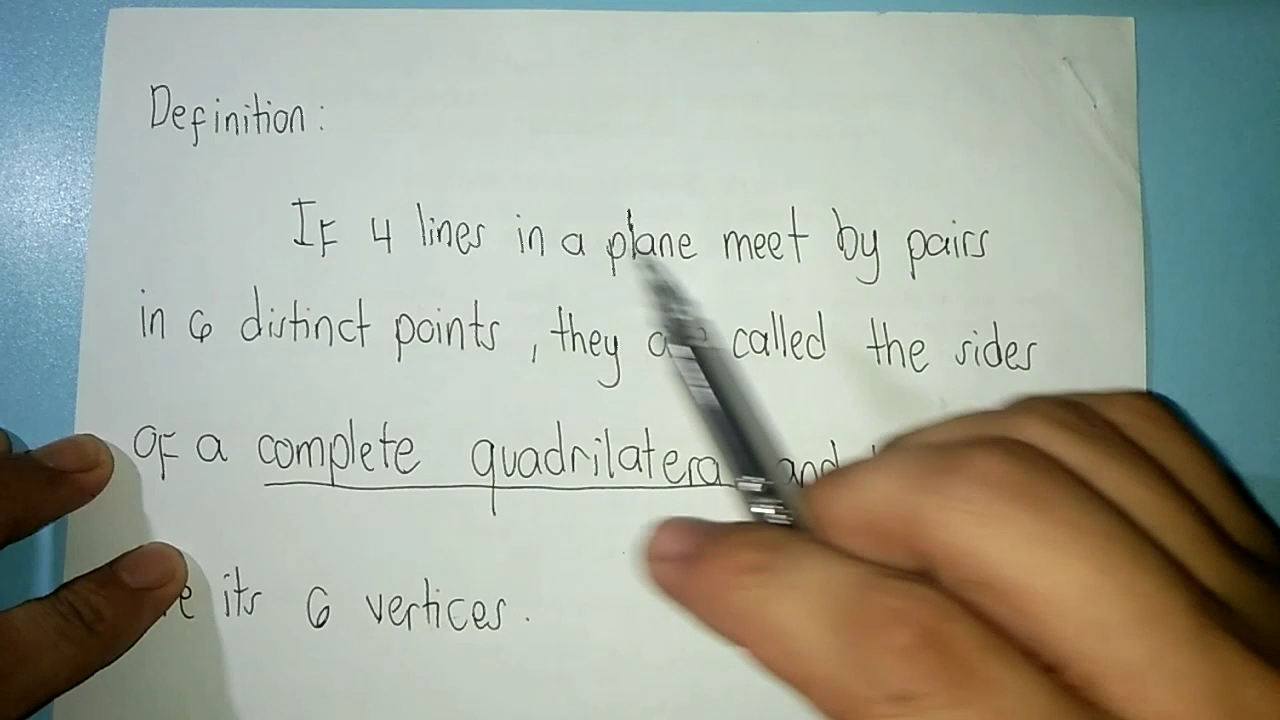 Definition:
If 4 lines in a plane meet by pairs
in 6 distinct points, they called the sides
of a complete quadrilatera and
its 6 vertices.